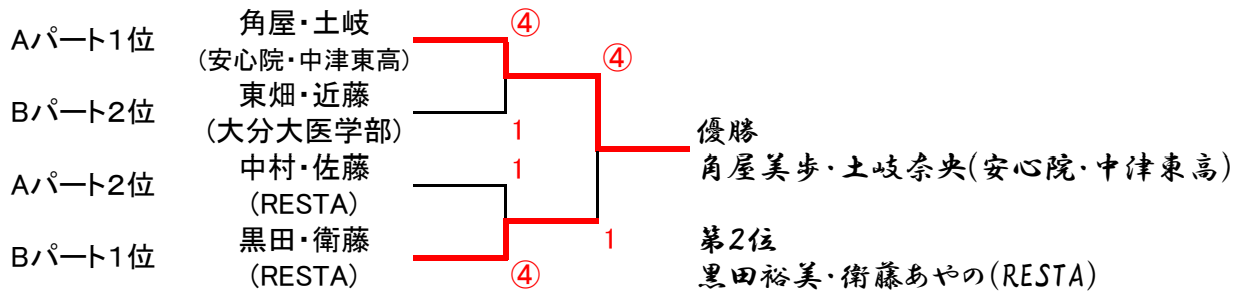 Aパート1位
角屋・土岐
(安心院・中津東高)
④
Bパート2位
東畑・近藤
(大分大医学部)
1
Aパート2位
中村・佐藤
(RESTA)
1
Bパート1位
黒田・衛藤
(RESTA)
④
④
1
優勝
角屋美歩・土岐奈央(安心院・中津東高)
第2位
黒田裕美・衛藤あやの(RESTA)